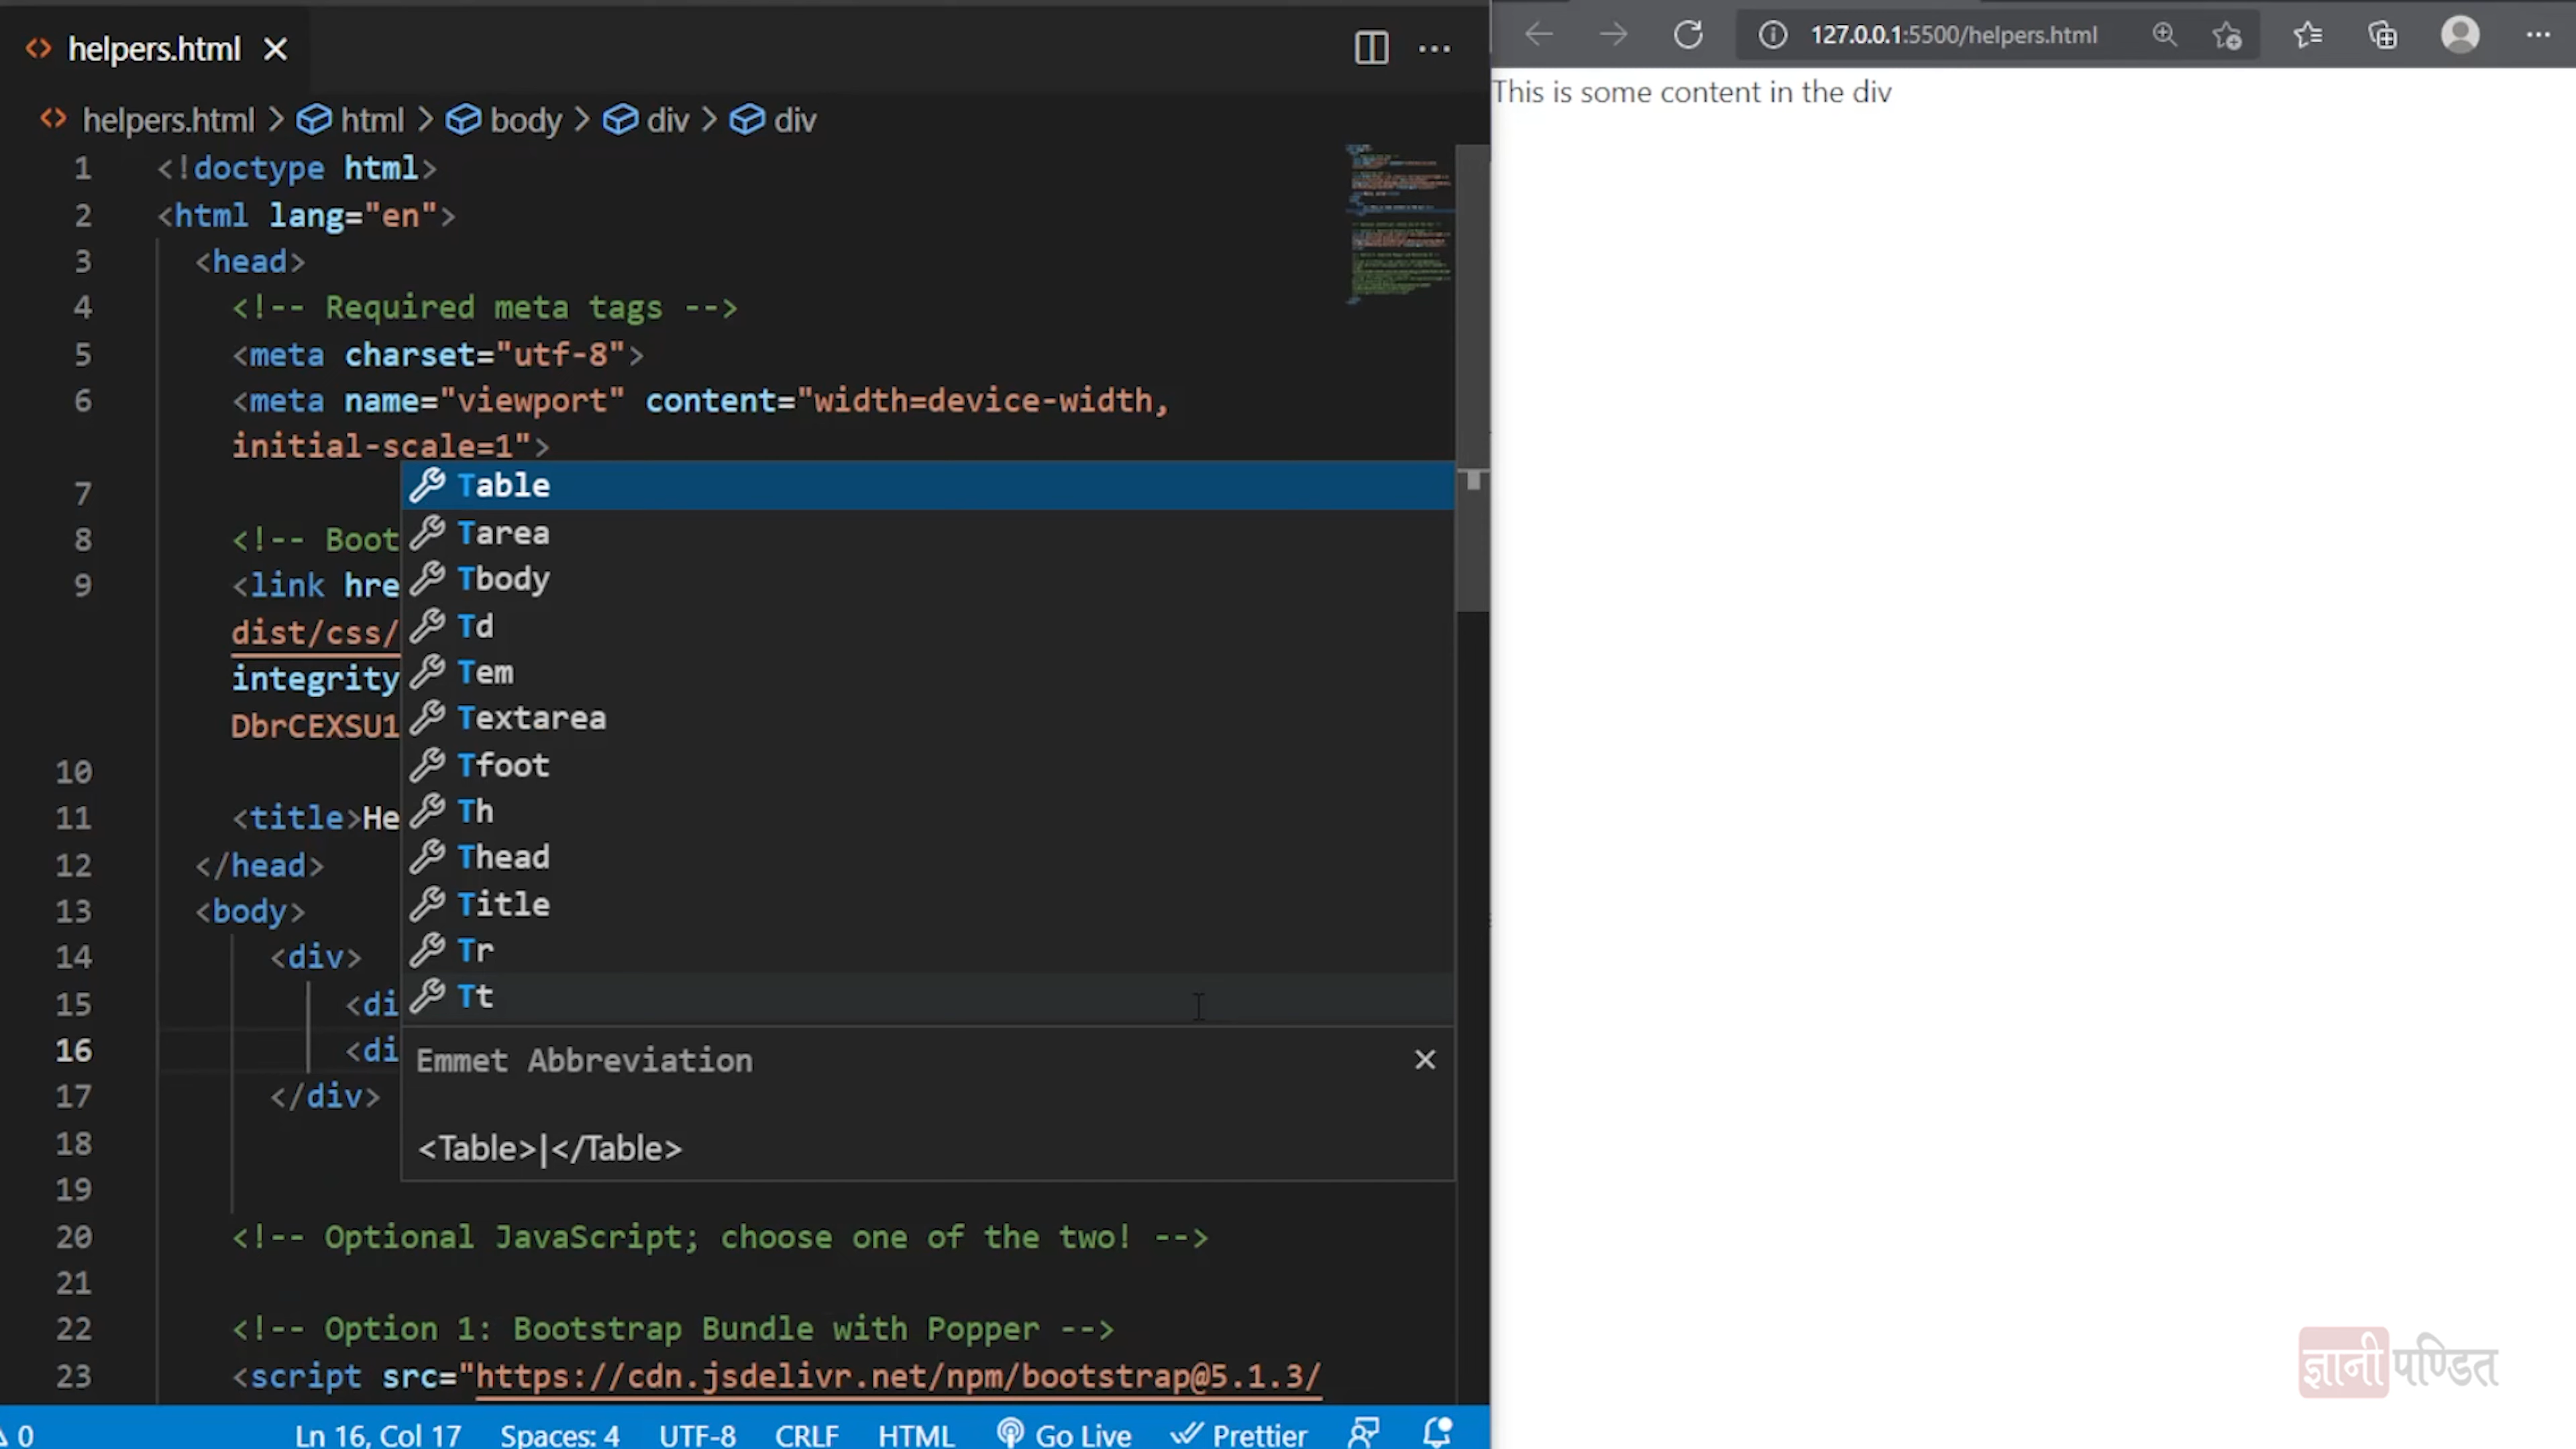 helpers.html
helpers.html > html > body > div > div
1 <!doctype html>
2 <html lang="en">
3 <head>
4 <!-- Required meta tags -->
5 <meta charset="utf-8">
6 <meta name="viewport" content="width=device-width,
initial-scale=1">
7
8 <!-- Boot
9 <link hre
dist/css/
integrity
DbrCEXSU1
10
11 <title>He
12 </head>
13 <body>
14 <div>
15 <di
16 <di
17 </div>
18
19
20 <!-- Optional JavaScript; choose one of the two! -->
21
22 <!-- Option 1: Bootstrap Bundle with Popper -->
23 <script src="https://cdn.jsdelivr.net/npm/bootstrap@5.1.3/
Table
Tarea
Tbody
Td
Tem
Textarea
Tfoot
Th
Thead
Title
Tr
Tt
Emmet Abbreviation
<Table>|</Table>
0 Ln 16, Col 17 Spaces: 4 UTF-8 CRLF HTML Go Live Prettier
127.0.0.1:5500/helpers.html
This is some content in the div
ज्ञानी पण्डित